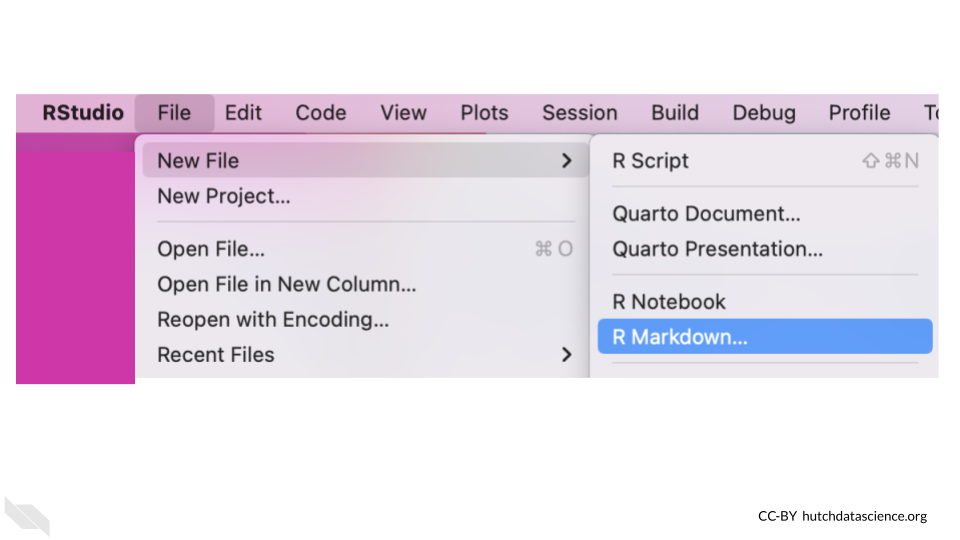 RStudio File Edit Code View Plots Session Build Debug Profile
New File
New Project...
Open File... ⌘ O
Open File in New Column...
Reopen with Encoding...
Recent Files
R Script ⇧⌘N
Quarto Document...
Quarto Presentation...
R Notebook
R Markdown...
CC-BY hutchdatascience.org